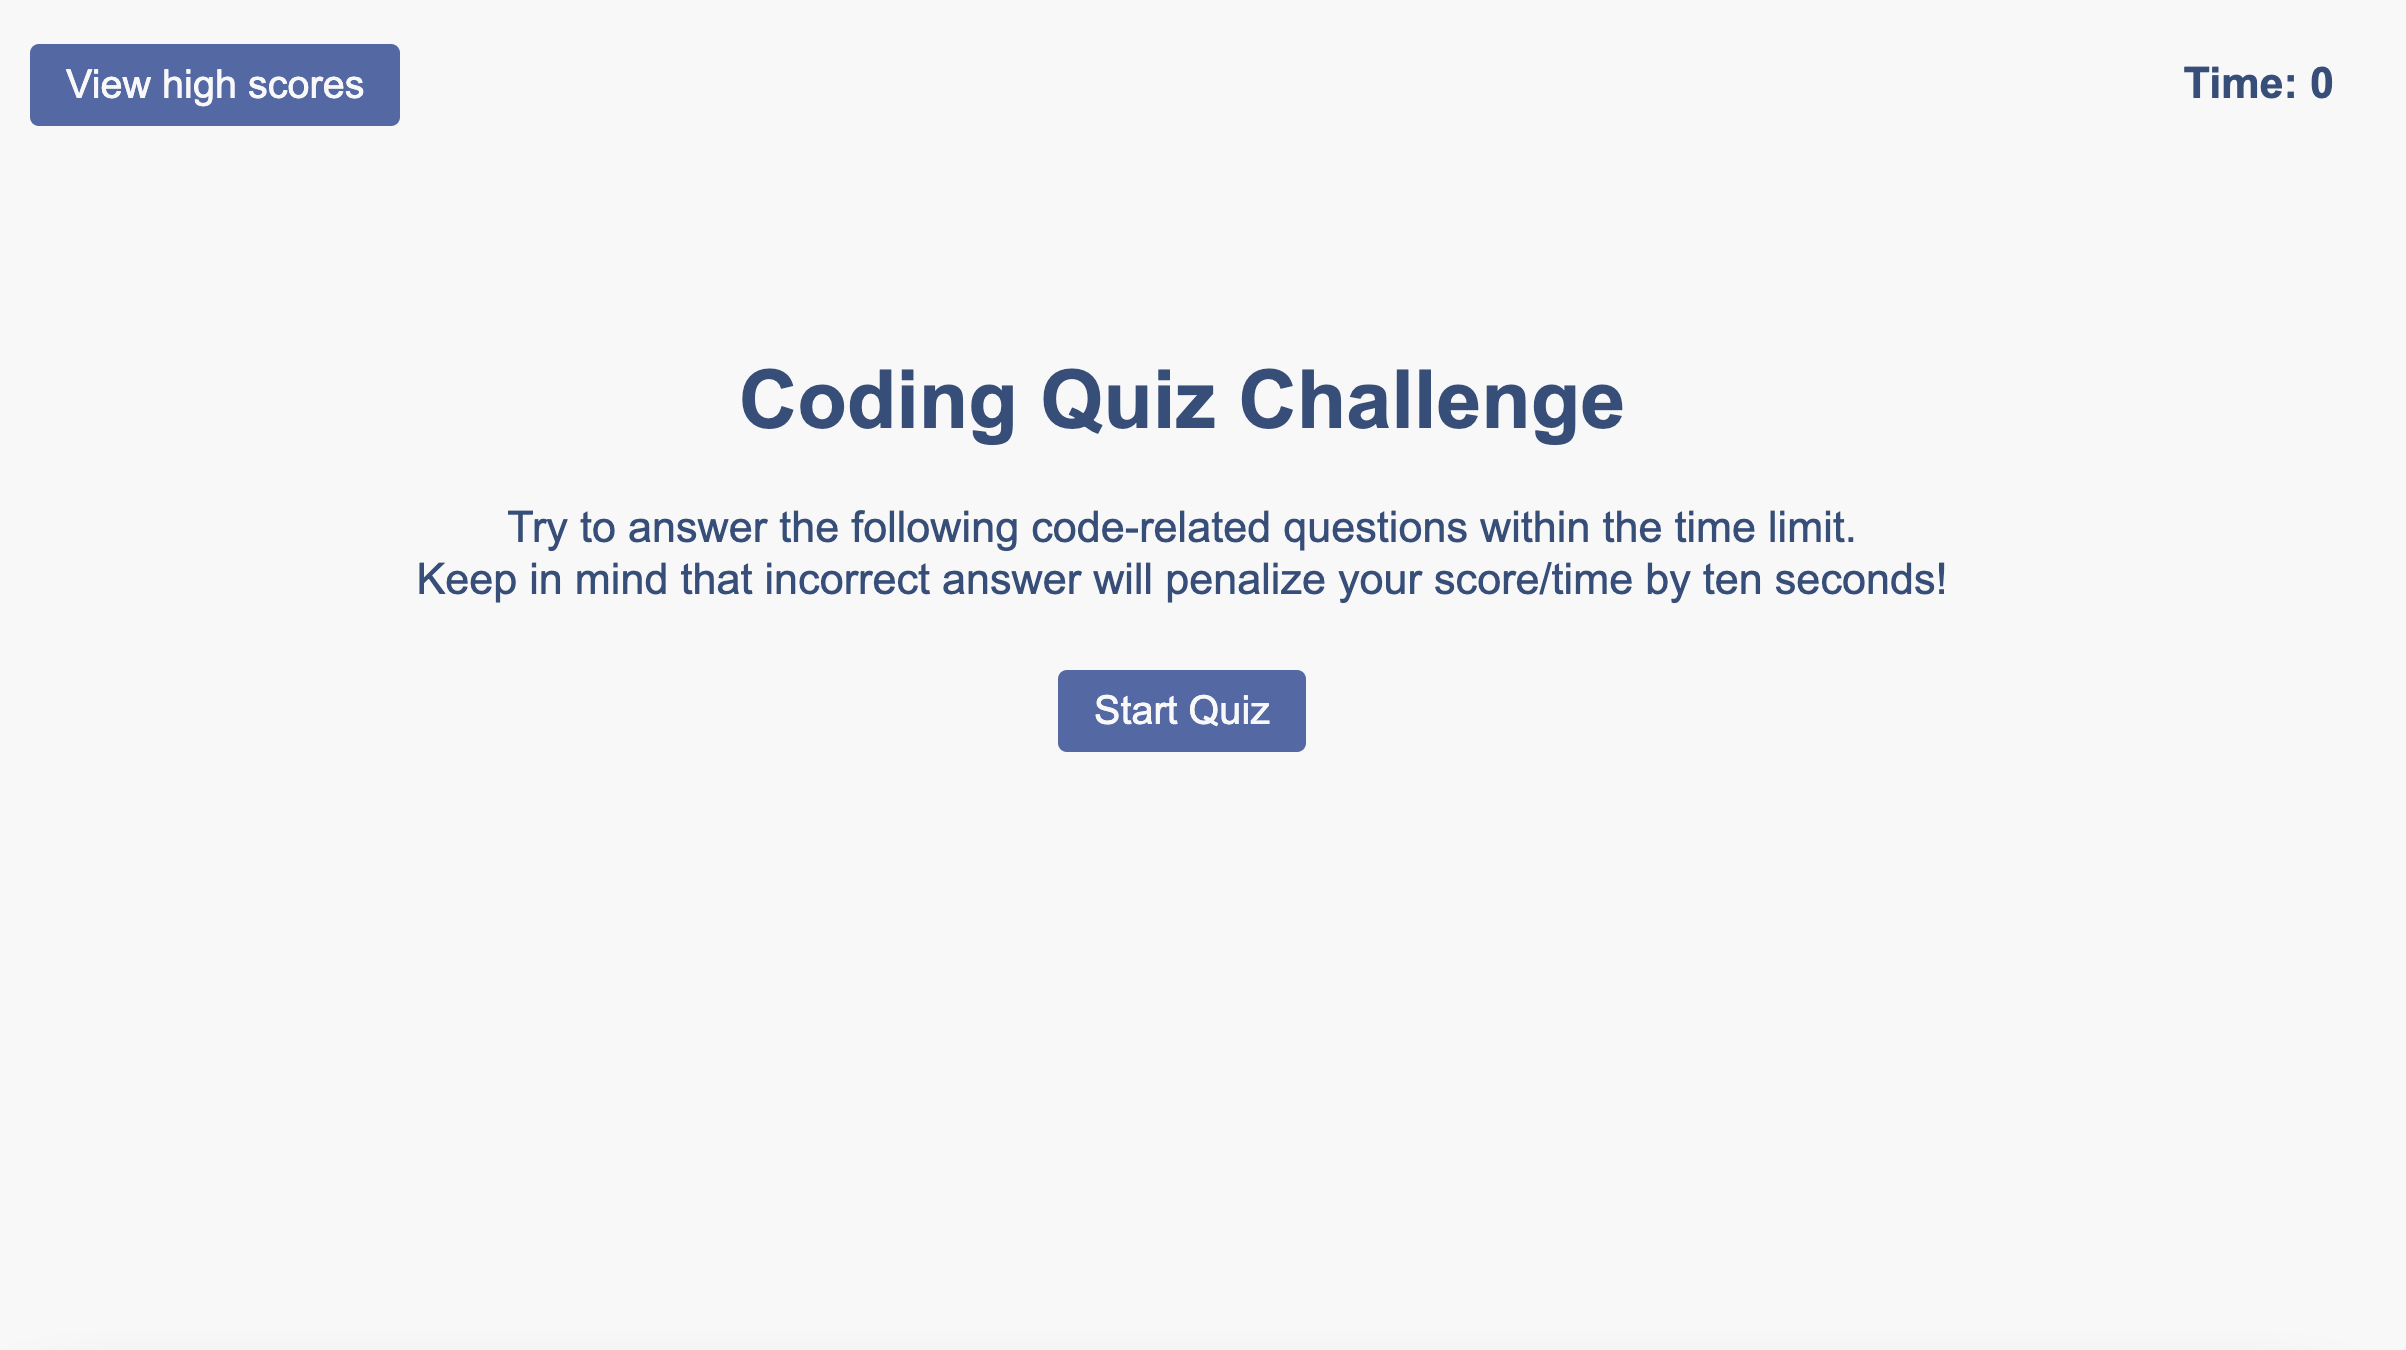 View high scores
Time: 0
Coding Quiz Challenge
Try to answer the following code-related questions within the time limit.
Keep in mind that incorrect answer will penalize your score/time by ten seconds!
Start Quiz